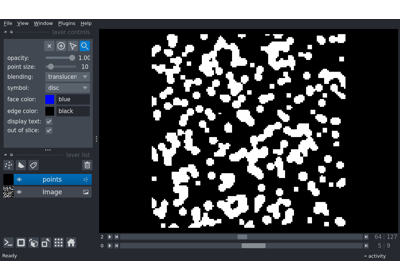 File View Window Plugins Help
layer controls
opacity: 1.00
point size: 10
blending: translucen
symbol: disc
face color: blue
edge color: black
display text:
out of slice:
layer list
points
Image
2 64 127
0 5 9
Ready activity